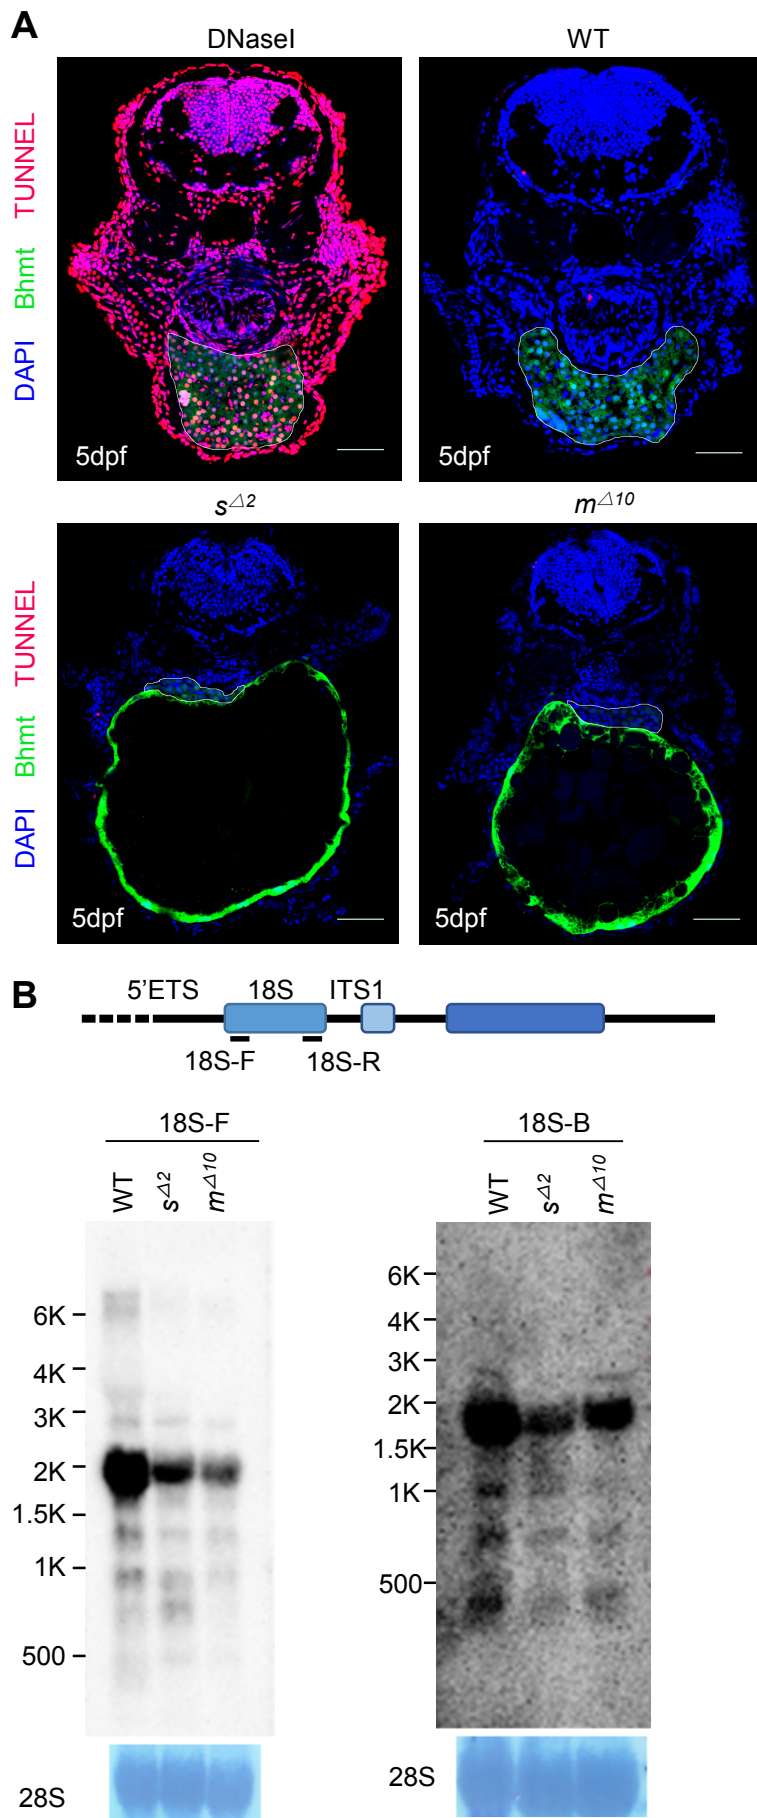 A
DNaseI WT
DAPI Bhmt TUNNEL
5dpf 5dpf
s△2 m△10
DAPI Bhmt TUNNEL
5dpf 5dpf
B
5'ETS 18S ITS1
18S-F 18S-R
18S-F 18S-B
WT s△2 m△10 WT s△2 m△10
6K
4K
3K
2K
1.5K
1K
500
28S
6K
4K
3K
2K
1.5K
1K
500
28S